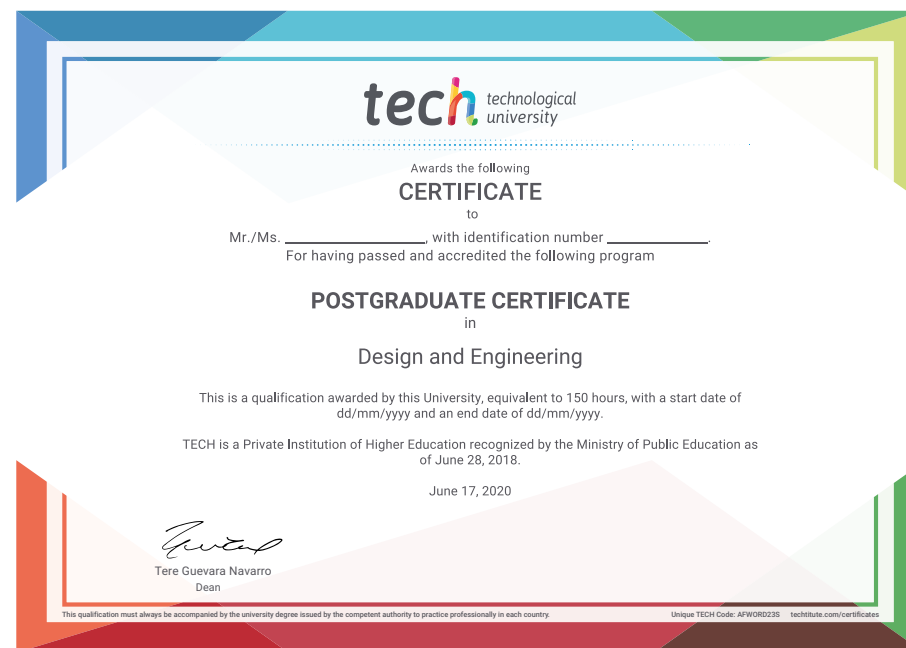 tech technological
university
Awards the following
CERTIFICATE
to
Mr./Ms. ____________________, with identification number ______________.
For having passed and accredited the following program
POSTGRADUATE CERTIFICATE
in
Design and Engineering
This is a qualification awarded by this University, equivalent to 150 hours, with a start date of
dd/mm/yyyy and an end date of dd/mm/yyyy.
TECH is a Private Institution of Higher Education recognized by the Ministry of Public Education as
of June 28, 2018.
June 17, 2020
Tere Guevara Navarro
Dean
This qualification must always be accompanied by the university degree issued by the competent authority to practice professionally in each country. Unique TECH Code: AFWORD23S techtitute.com/certificates